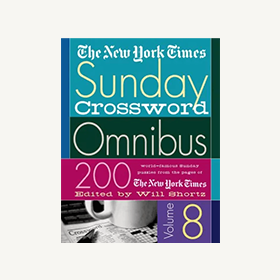 The New York Times
Sunday
Crossword
Omnibus
200
World-famous Sunday
puzzles from the pages of
The New York Times
Edited by Will Shortz
Volume 8